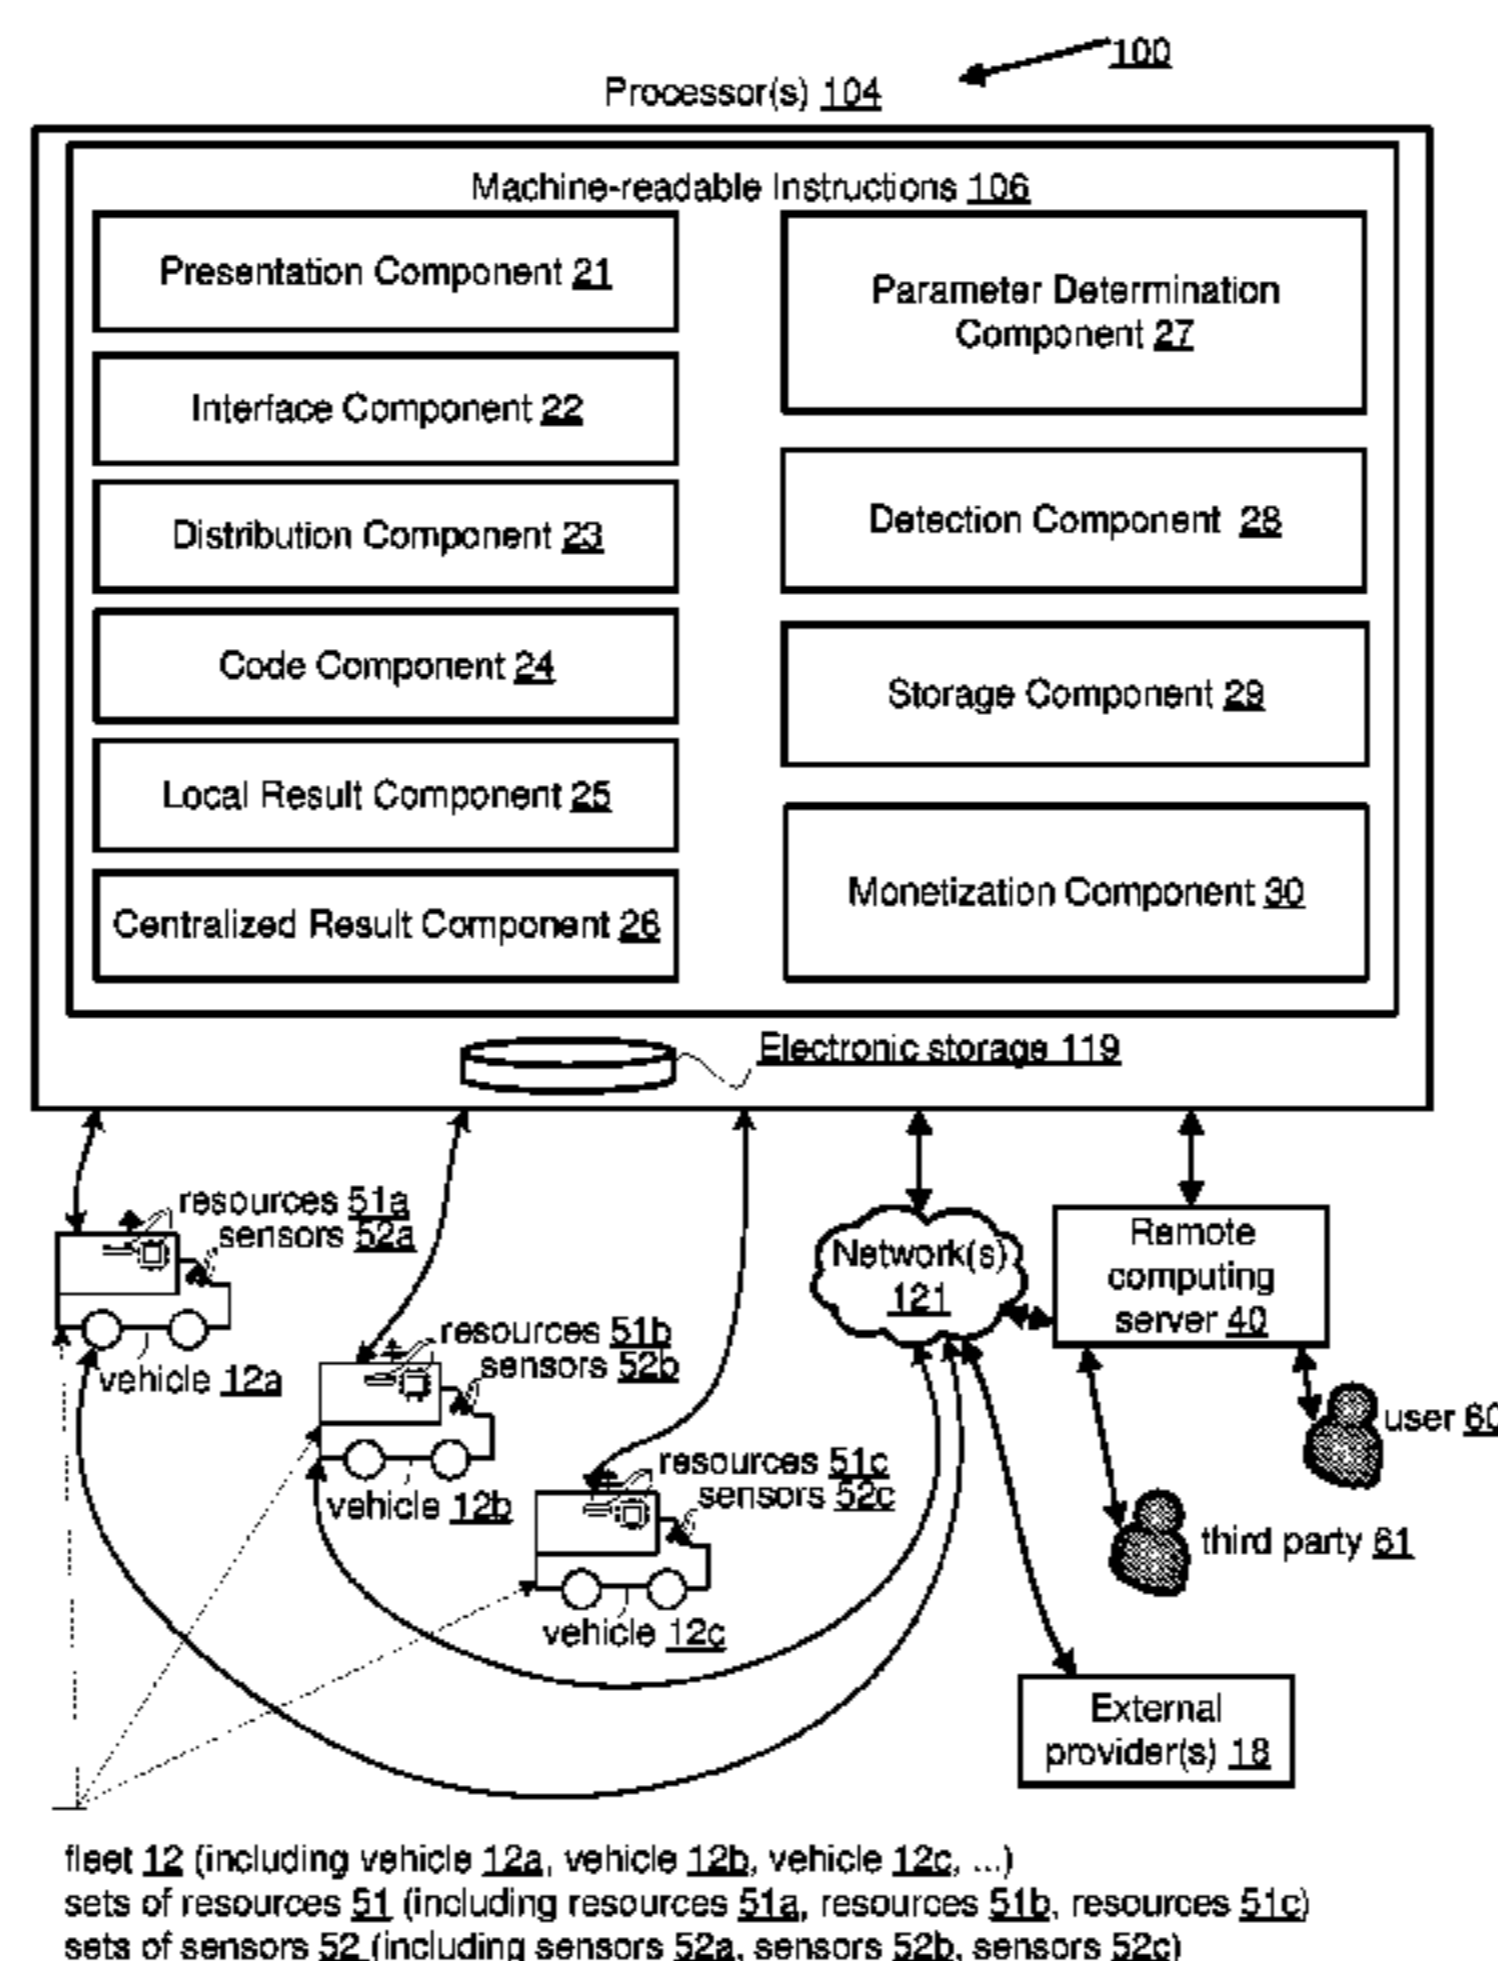 100
Processor(s) 104
Machine-readable Instructions 106
Presentation Component 21
Interface Component 22
Distribution Component 23
Code Component 24
Local Result Component 25
Centralized Result Component 26
Parameter Determination
Component 27
Detection Component 28
Storage Component 29
Monetization Component 30
Electronic storage 119
resources 51a
sensors 52a
vehicle 12a
resources 51b
sensors 52b
vehicle 12b
resources 51c
sensors 52c
vehicle 12c
Network(s)
121
Remote
computing
server 40
user 60
third party 61
External
provider(s) 18
fleet 12 (including vehicle 12a, vehicle 12b, vehicle 12c, ...)
sets of resources 51 (including resources 51a, resources 51b, resources 51c)
sets of sensors 52 (including sensors 52a, sensors 52b, sensors 52c)